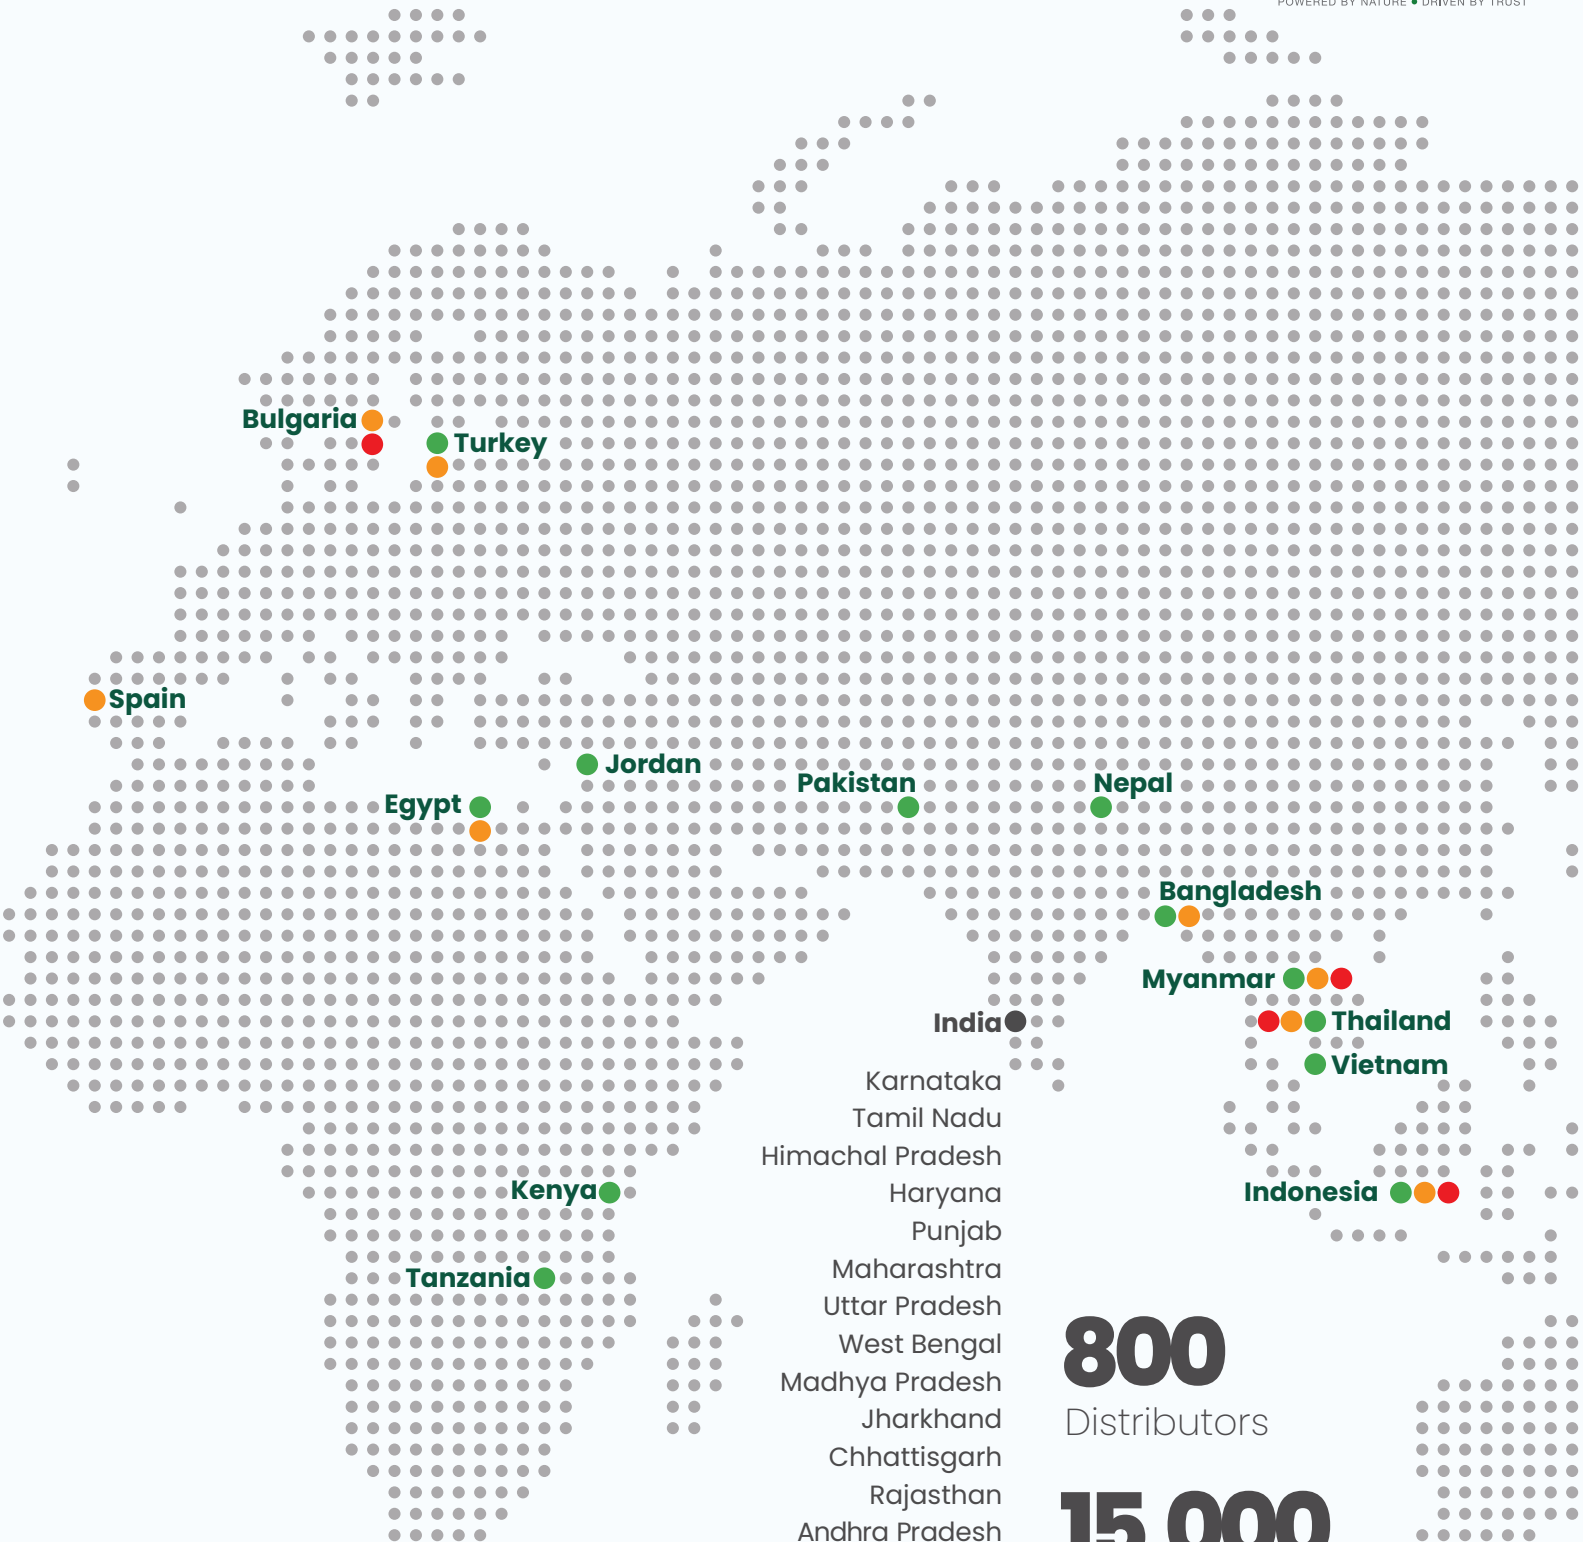 POWERED BY NATURE • DRIVEN BY TRUST
Bulgaria
Turkey
Spain
Jordan
Pakistan
Nepal
Egypt
Bangladesh
Myanmar
India
Thailand
Vietnam
Karnataka
Tamil Nadu
Himachal Pradesh
Kenya
Haryana
Indonesia
Punjab
Maharashtra
Tanzania
Uttar Pradesh
West Bengal
800
Madhya Pradesh
Jharkhand
Distributors
Chhattisgarh
Rajasthan
Andhra Pradesh
15,000